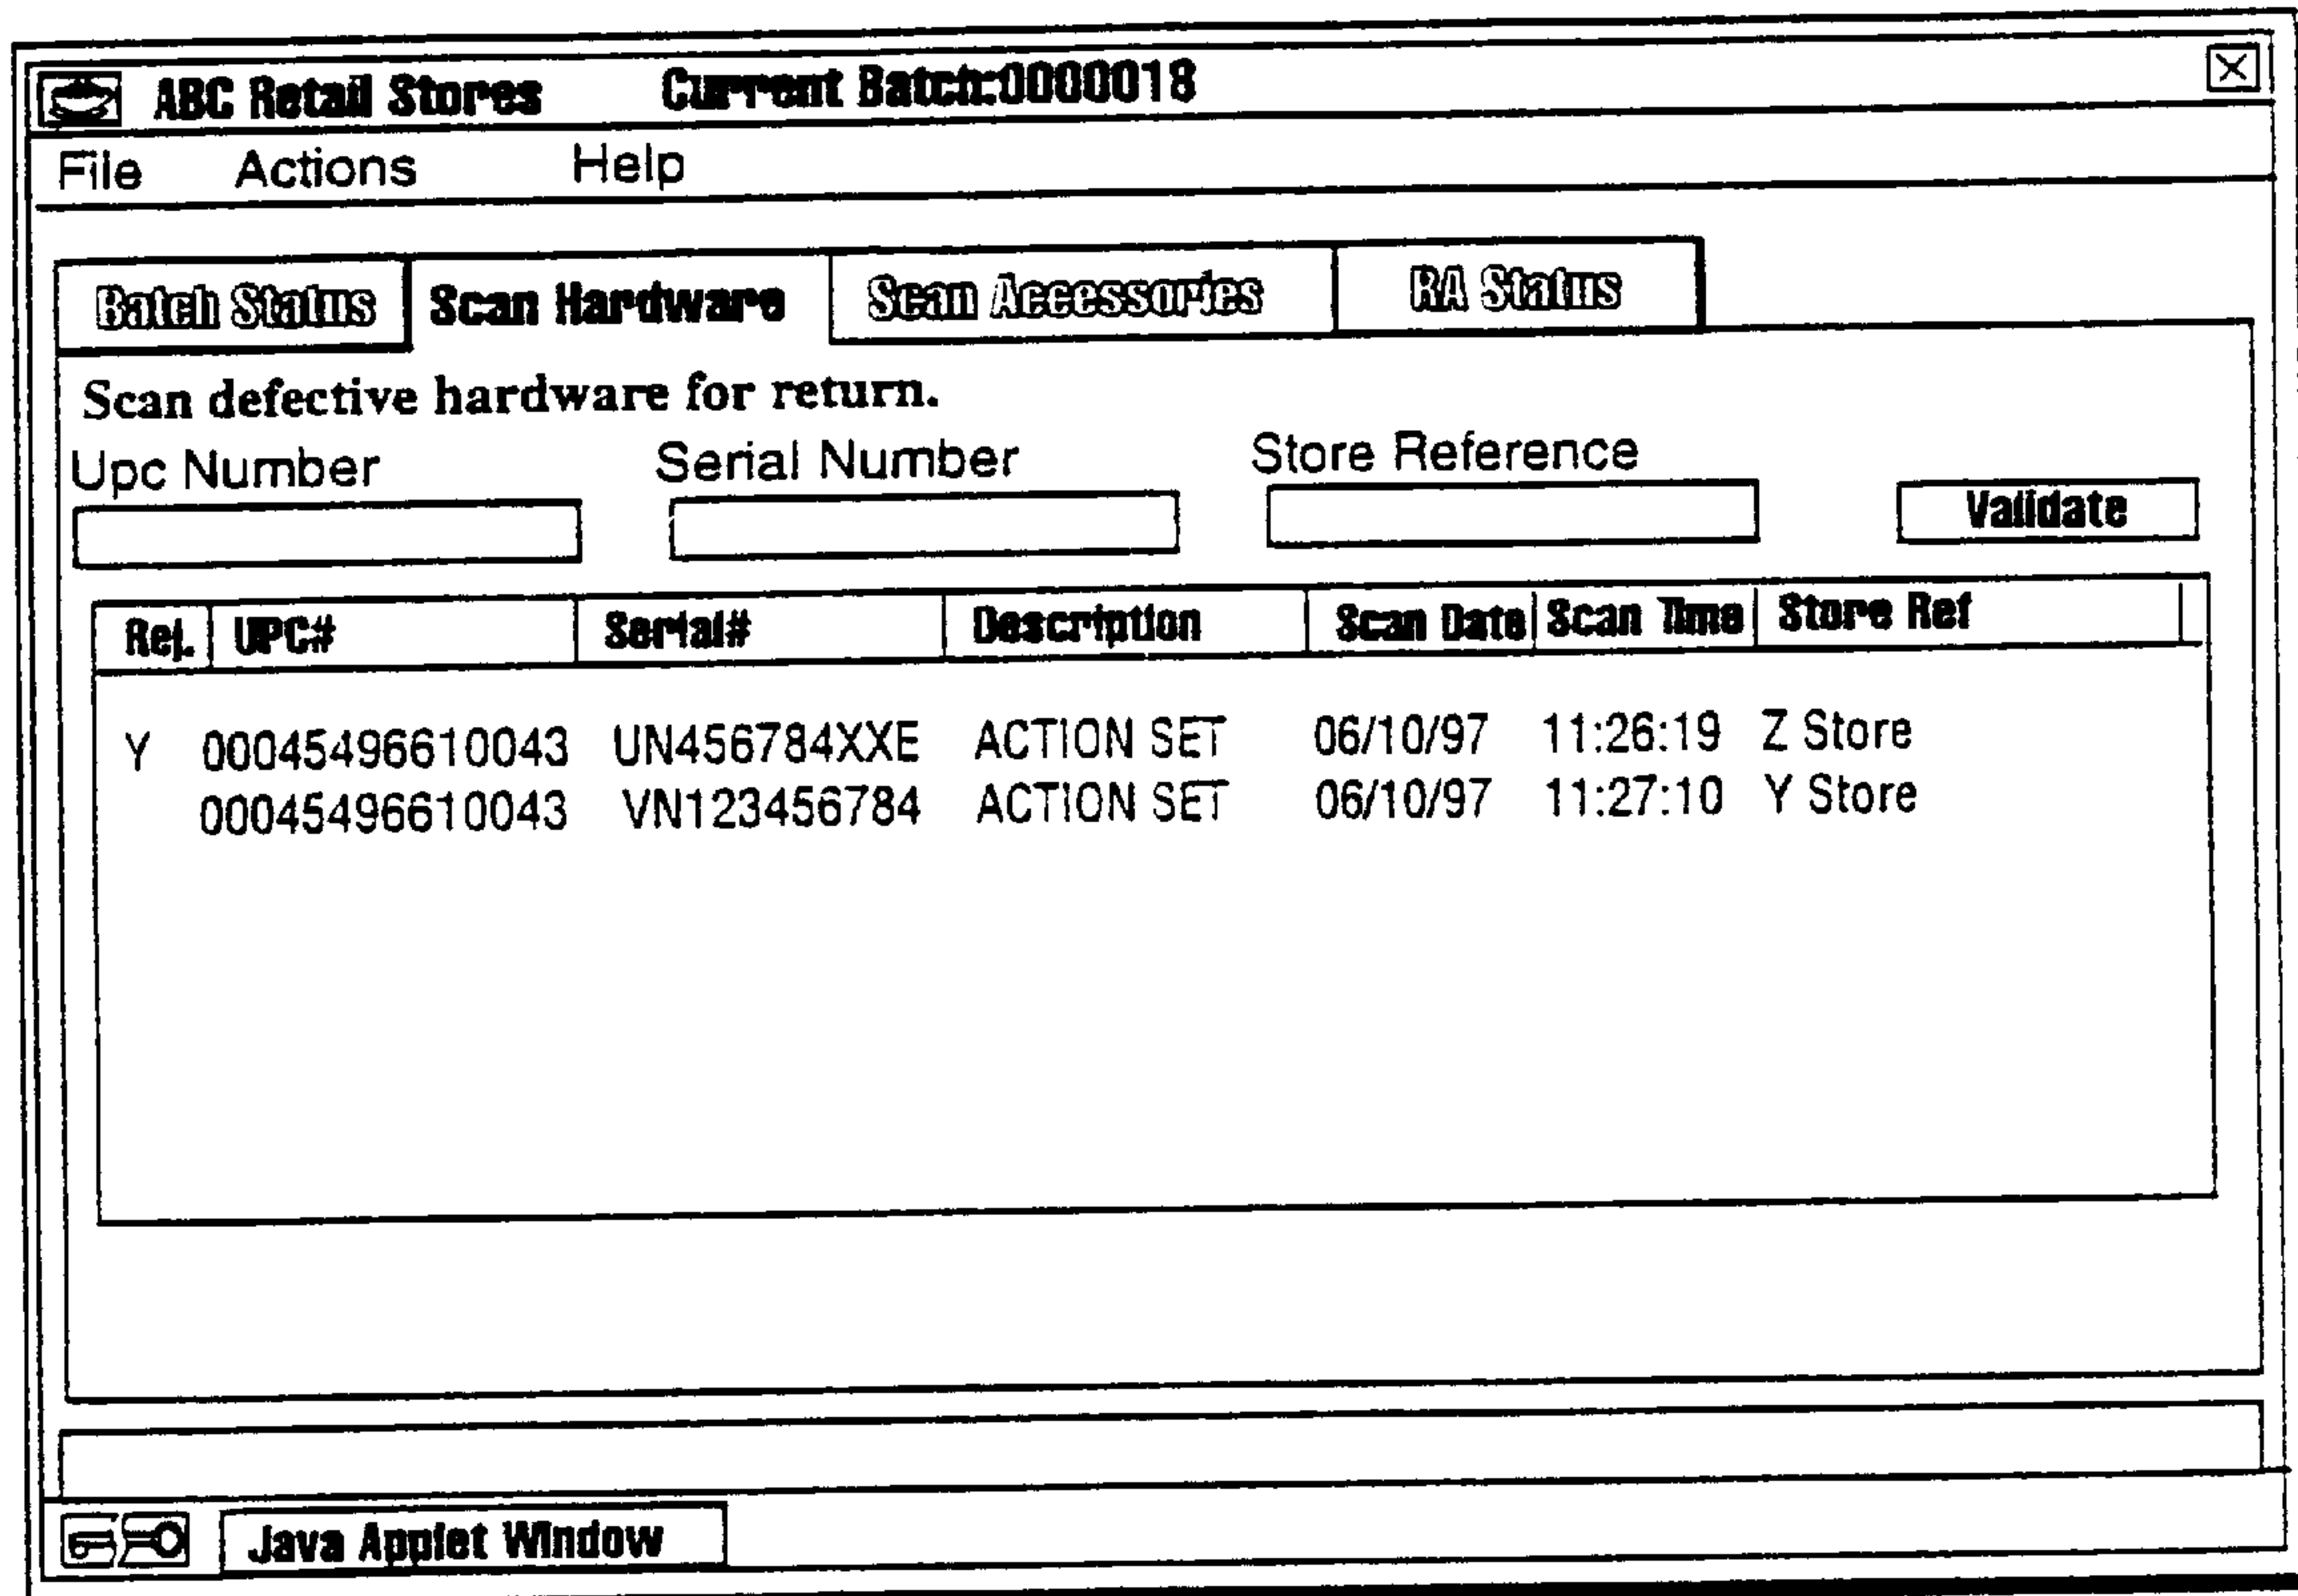 ABC Retail Stores Current Batch:0000018
File Actions Help
Batch Status Scan Hardware Scan Accessories RA Status
Scan defective hardware for return.
Upc Number Serial Number Store Reference
Validate
Rej. UPC# Serial# Description Scan Date Scan Time Store Ref
Y 00045496610043 UN456784XXE ACTION SET 06/10/97 11:26:19 Z Store
00045496610043 VN123456784 ACTION SET 06/10/97 11:27:10 Y Store
Java Applet Window